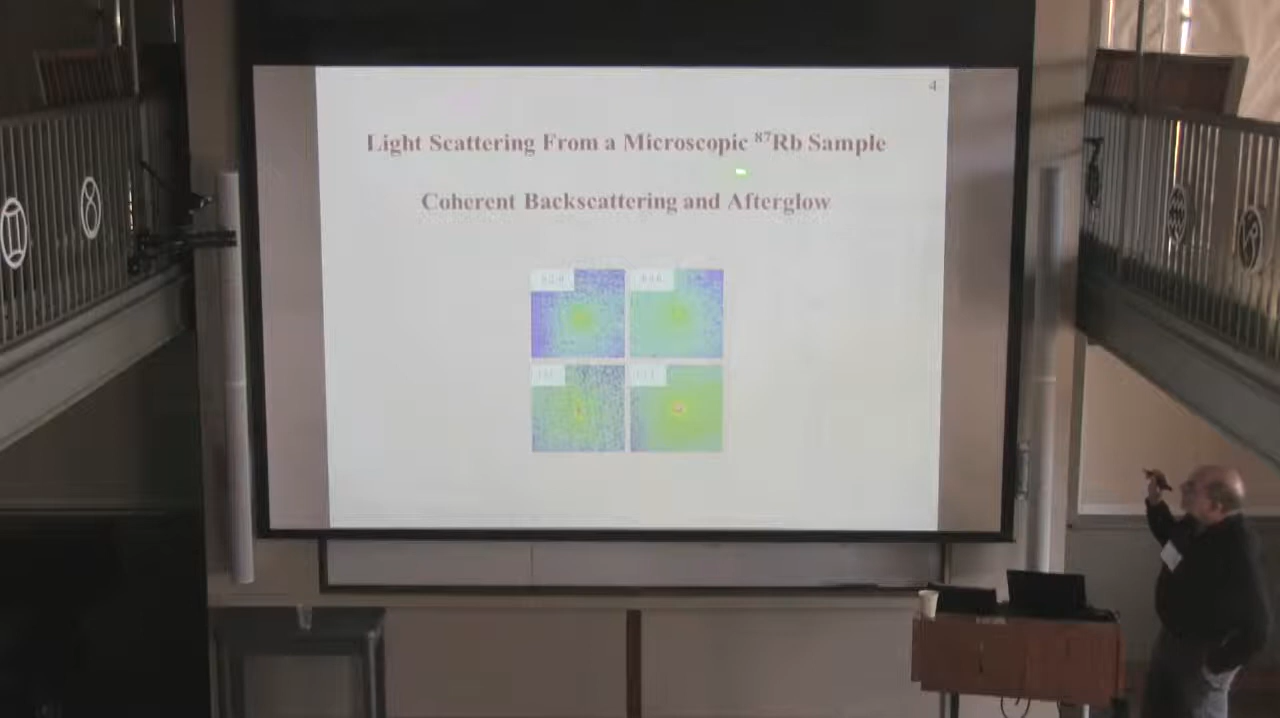 4
Light Scattering From a Microscopic ⁸⁷Rb Sample
Coherent Backscattering and Afterglow